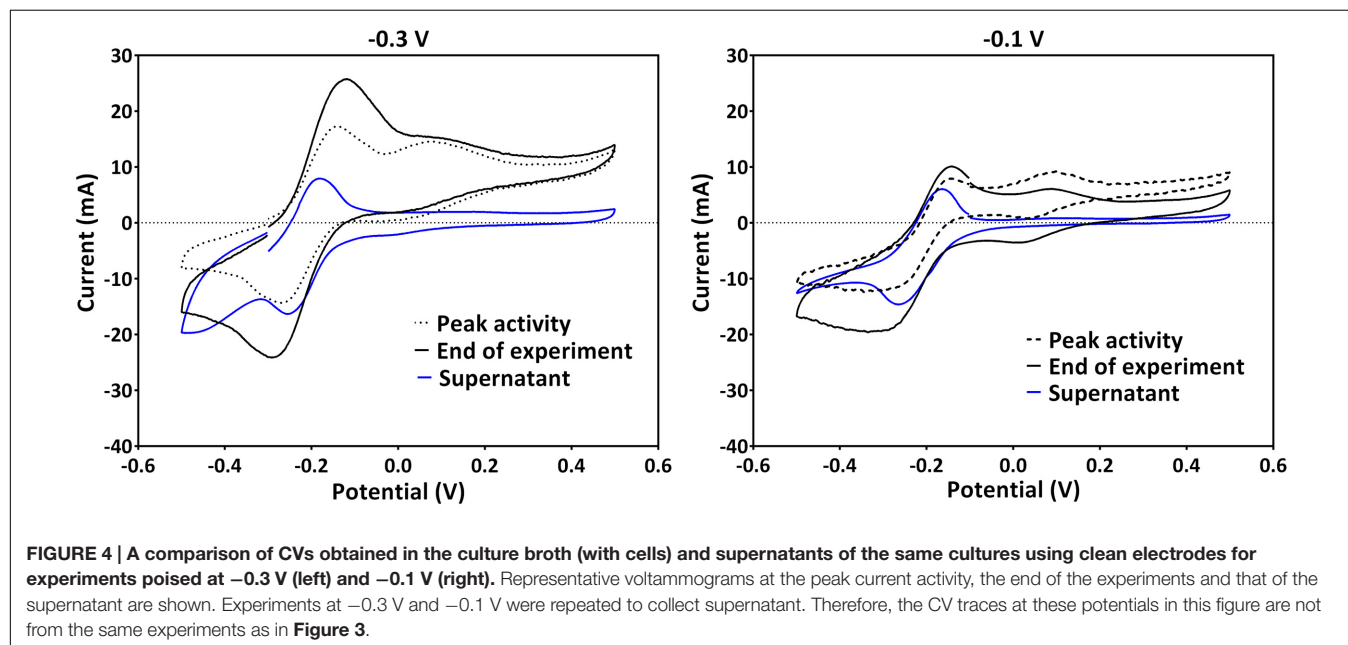 -0.3 V
30
20
10
0
-10
-20
-30
-40
Current (mA)
-0.6
-0.4
-0.2
0.0
0.2
0.4
0.6
Potential (V)
Peak activity
End of experiment
Supernatant
-0.1 V
30
20
10
0
-10
-20
-30
-40
Current (mA)
-0.6
-0.4
-0.2
0.0
0.2
0.4
0.6
Potential (V)
Peak activity
End of experiment
Supernatant
FIGURE 4 | A comparison of CVs obtained in the culture broth (with cells) and supernatants of the same cultures using clean electrodes for
experiments poised at −0.3 V (left) and −0.1 V (right). Representative voltammograms at the peak current activity, the end of the experiments and that of the
supernatant are shown. Experiments at −0.3 V and −0.1 V were repeated to collect supernatant. Therefore, the CV traces at these potentials in this figure are not
from the same experiments as in Figure 3.